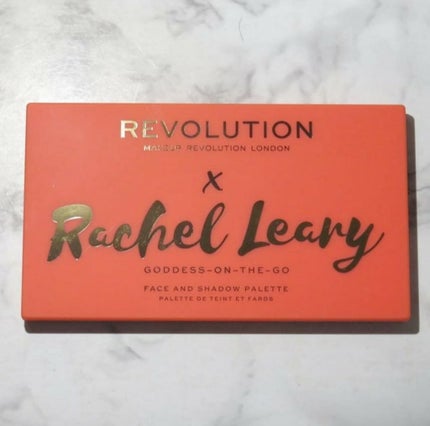 REVOLUTION
MAKEUP REVOLUTION LONDON
X
Rachel Leary
GODDESS-ON-THE-GO
FACE AND SHADOW PALETTE
PALETTE DE TEINT ET FARDS